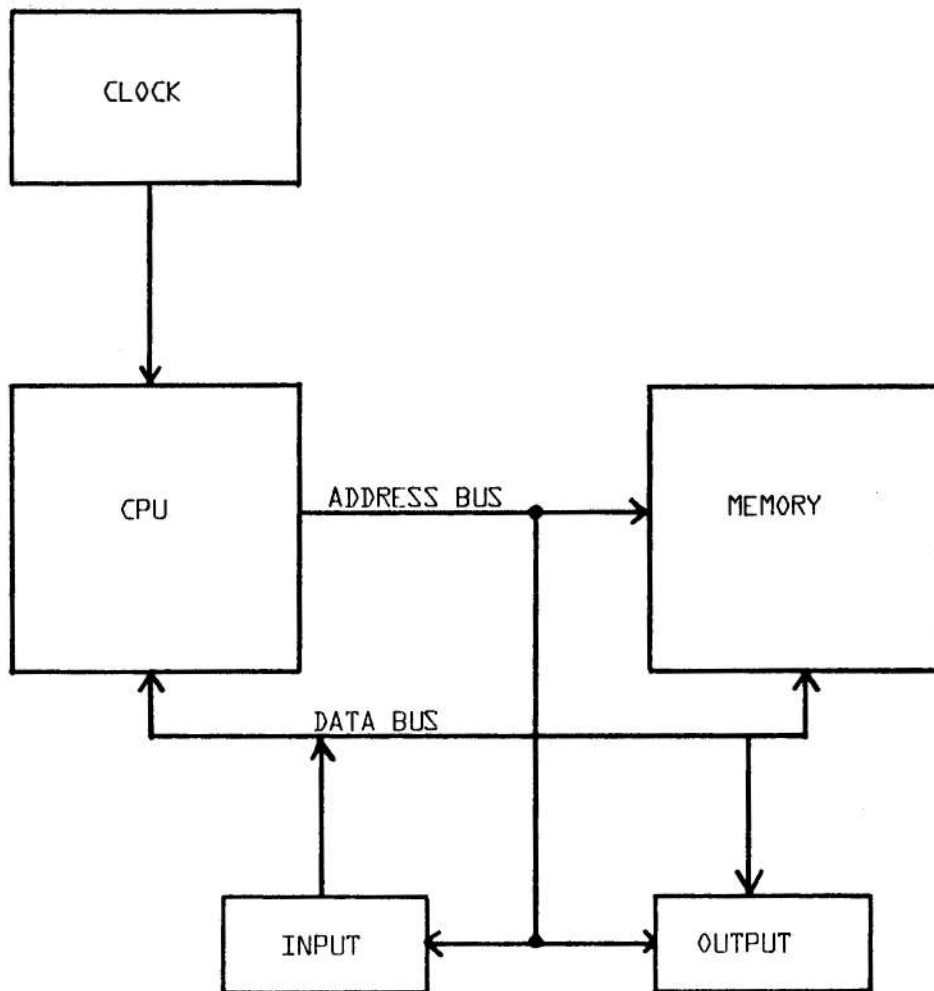 CLOCK
CPU
ADDRESS BUS
MEMORY
DATA BUS
INPUT
OUTPUT